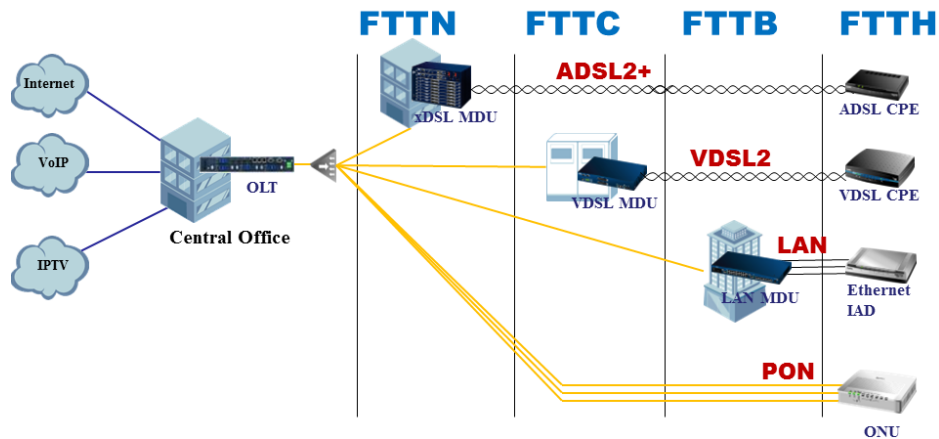 FTTN
FTTC
FTTB
FTTH
ADSL2+
Internet
xDSL MDU
ADSL CPE
VoIP
VDSL2
OLT
VDSL MDU
VDSL CPE
Central Office
LAN
IPTV
LAN MDU
Ethernet
IAD
PON
ONU